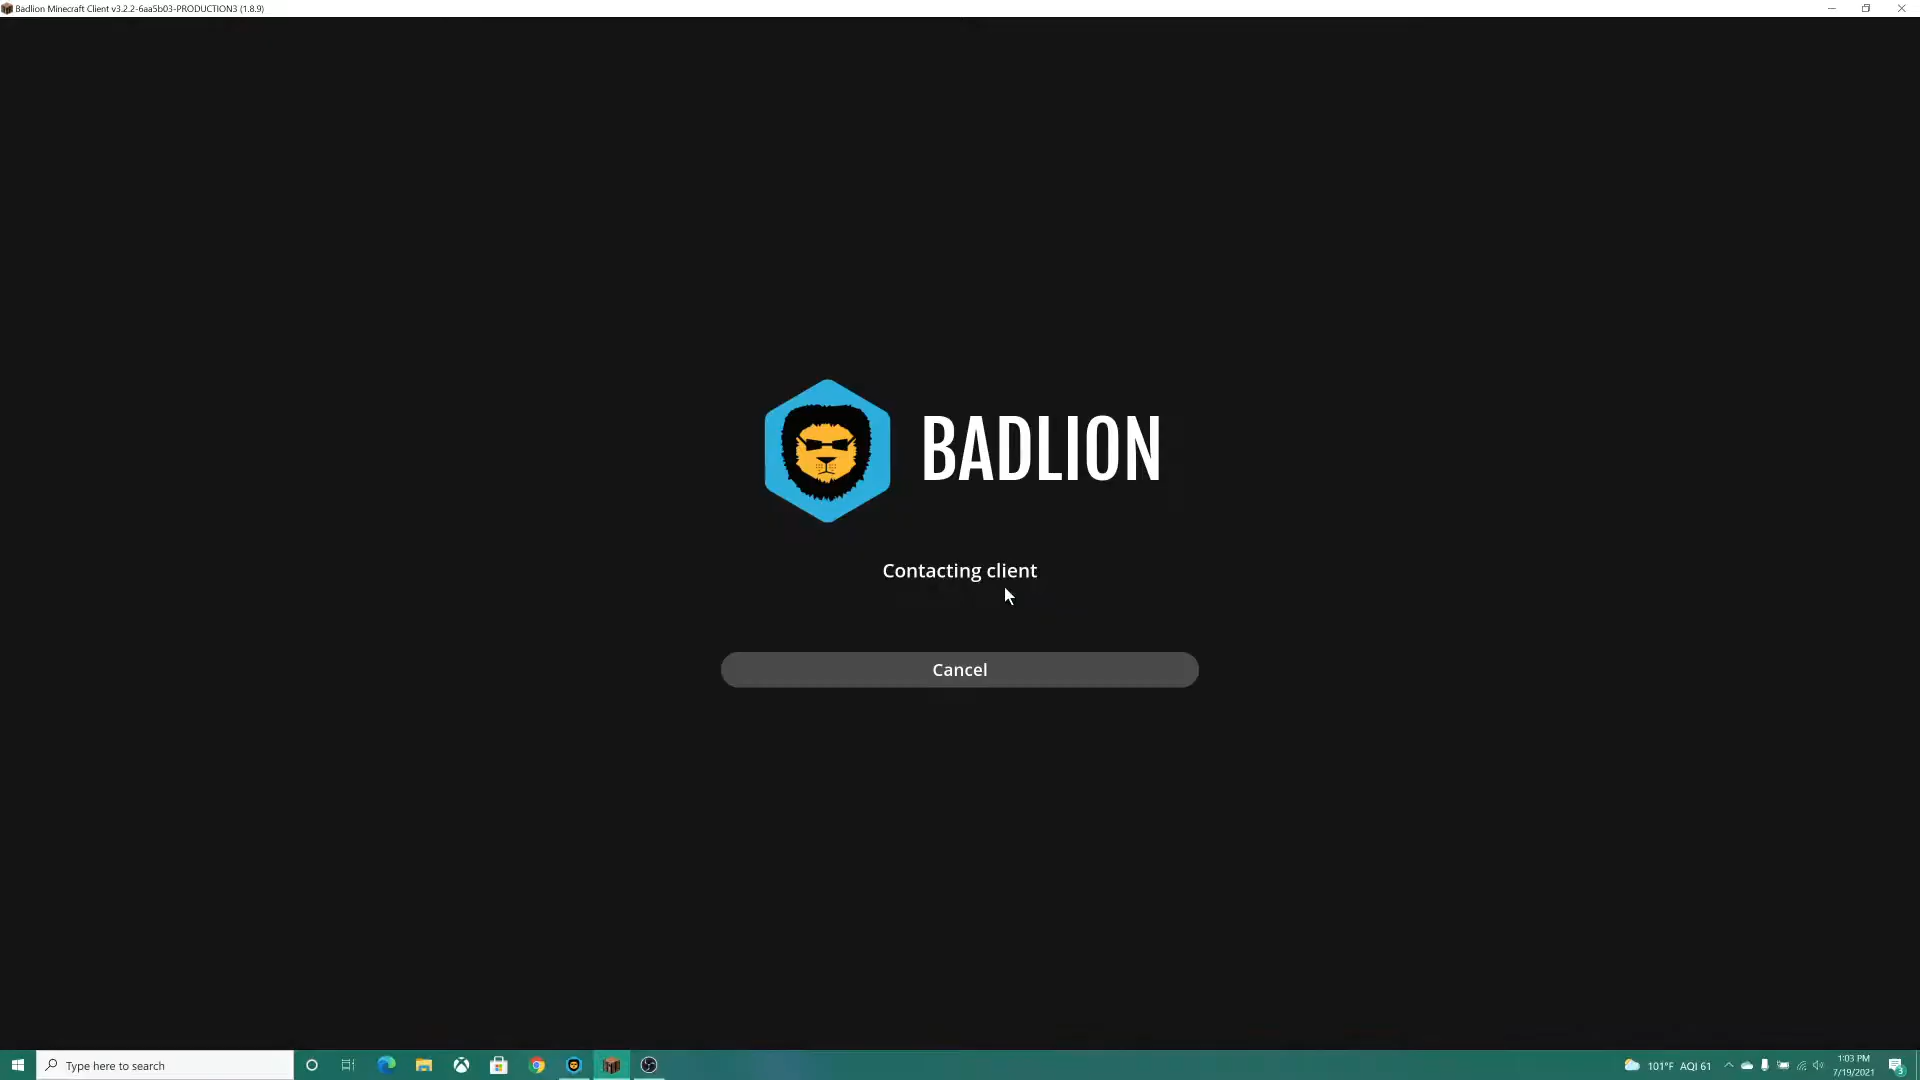 Badlion Minecraft Client v3.2.2-6aa5b03-PRODUCTION3 (1.8.9)
BADLION
Contacting client
Cancel
Type here to search
101°F AQI 61
1:03 PM
7/19/2021
3